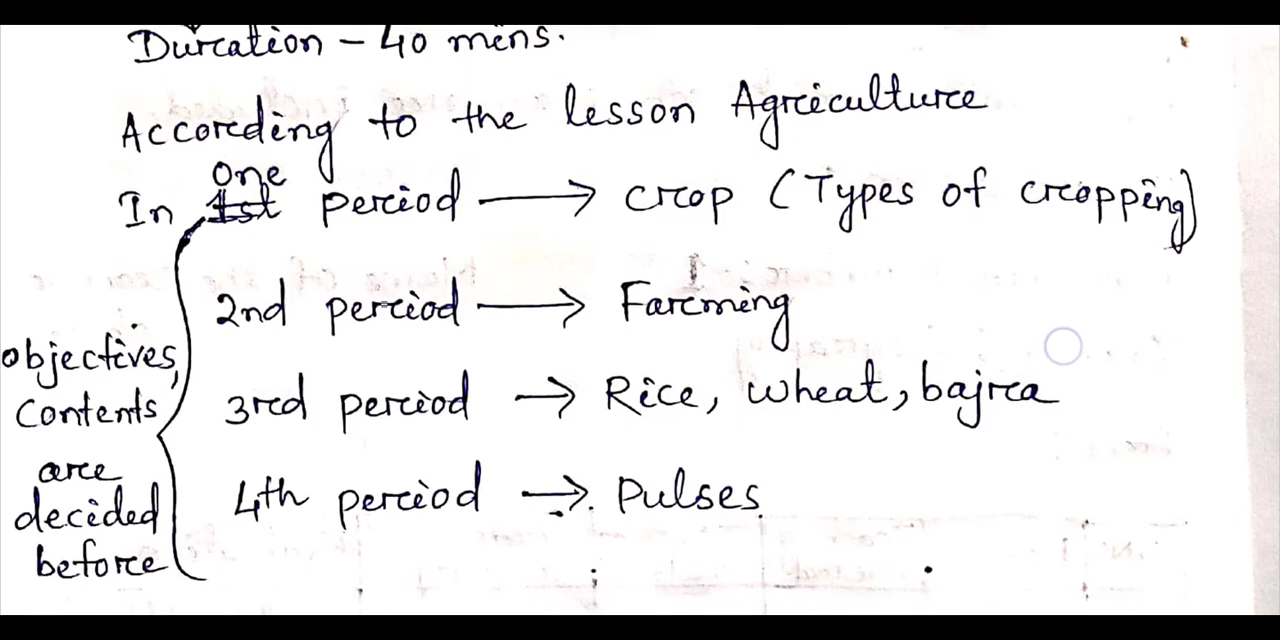 Duration - 40 mins.
According to the lesson Agriculture
one
In 1st period → crop (Types of cropping)
2nd period → Farming
objectives,
contents
are
decided
before
3rd period → Rice, wheat, bajra
4th period → Pulses